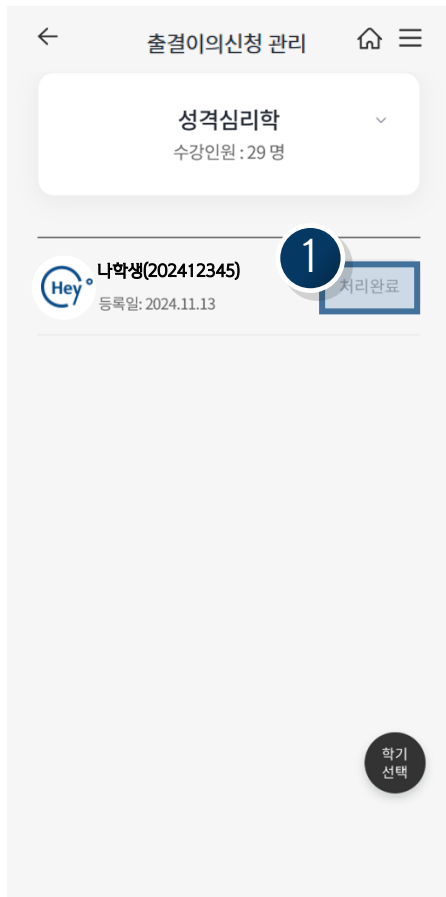 출결이의신청 관리
성격심리학
수강인원 : 29 명
1
Hey
나학생(202412345)
처리완료
등록일: 2024.11.13
학기
선택